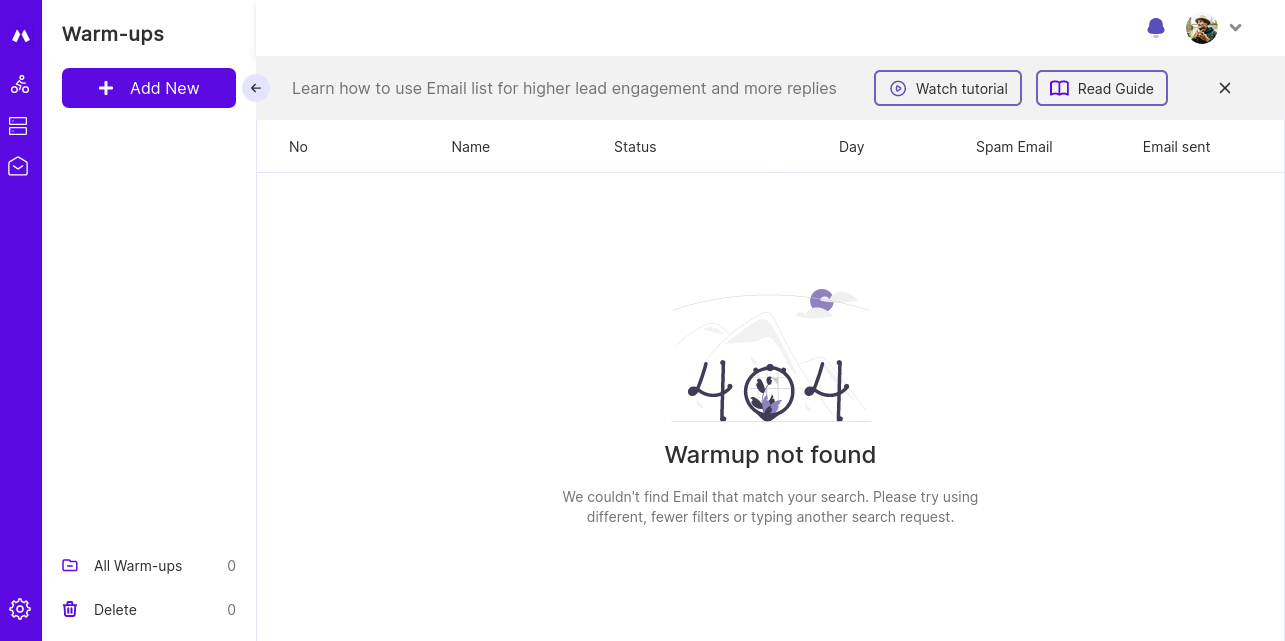 Warm-ups
Add New
Learn how to use Email list for higher lead engagement and more replies
Watch tutorial
Read Guide
No Name Status Day Spam Email Email sent
404
Warmup not found
We couldn't find Email that match your search. Please try using
different, fewer filters or typing another search request.
All Warm-ups 0
Delete 0